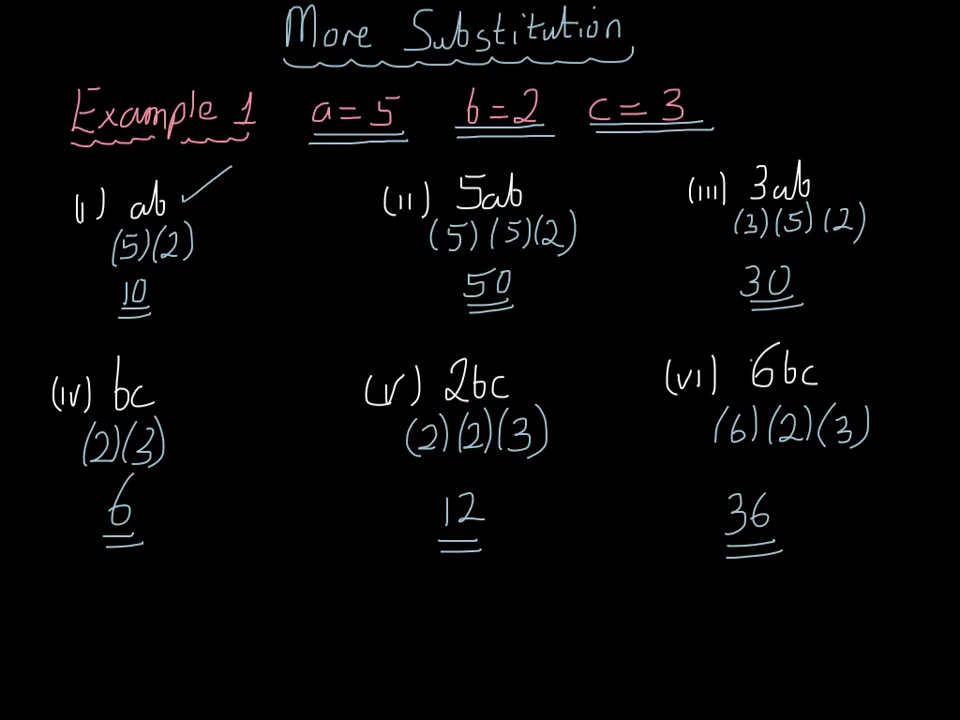 More Substitution
Example 1 a=5 b=2 c=3
(i) ab (ii) 5ab (iii) 3ab
(5)(2) (5)(5)(2) (3)(5)(2)
10 50 30
(iv) bc (v) 2bc (vi) 6bc
(2)(3) (2)(2)(3) (6)(2)(3)
6 12 36